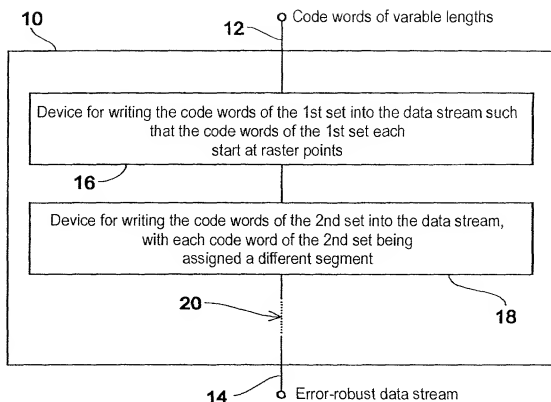 10
12
Code words of varable lengths
Device for writing the code words of the 1st set into the data stream such
that the code words of the 1st set each
start at raster points
16
Device for writing the code words of the 2nd set into the data stream,
with each code word of the 2nd set being
assigned a different segment
20
18
14
Error-robust data stream